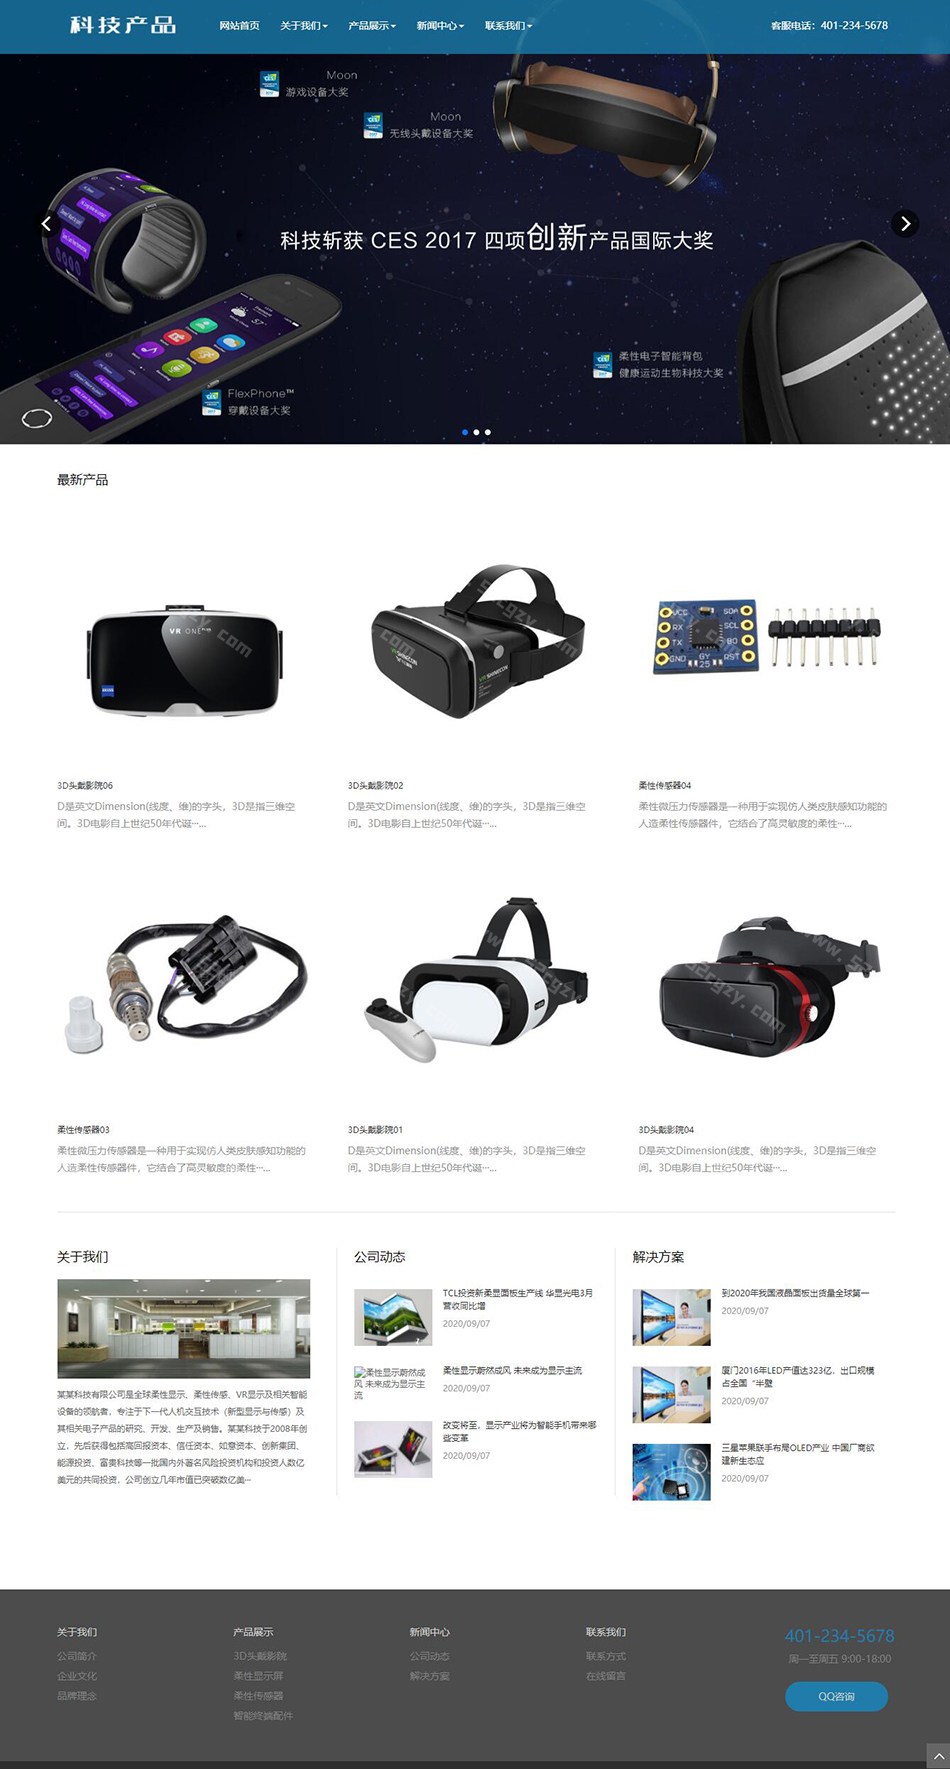 科技产品
网站首页 关于我们 产品展示 新闻中心 联系我们
客服电话：401-234-5678
Moon
游戏设备大奖
Moon
无线头戴设备大奖
科技斩获 CES 2017 四项创新产品国际大奖
柔性电子智能背包
健康运动生物科技大奖
FlexPhone™
穿戴设备大奖
最新产品
VR ONE PLUS
ZEISS
VR SHINECON
VCC SDA
RX SCL
TX BO
GND GY 25 RST
3D头戴影院06
D是英文Dimension(线度、维)的字头，3D是指三维空
间。3D电影自上世纪50年代诞···...
3D头戴影院02
D是英文Dimension(线度、维)的字头，3D是指三维空
间。3D电影自上世纪50年代诞···...
柔性传感器04
柔性微压力传感器是一种用于实现仿人类皮肤感知功能的
人造柔性传感器件，它结合了高灵敏度的柔性···...
柔性传感器03
柔性微压力传感器是一种用于实现仿人类皮肤感知功能的
人造柔性传感器件，它结合了高灵敏度的柔性···...
3D头戴影院01
D是英文Dimension(线度、维)的字头，3D是指三维空
间。3D电影自上世纪50年代诞···...
3D头戴影院04
D是英文Dimension(线度、维)的字头，3D是指三维空
间。3D电影自上世纪50年代诞···...
关于我们
某某科技有限公司是全球柔性显示、柔性传感、VR显示及相关智能
设备的领航者，专注于下一代人机交互技术（新型显示与传感）及
其相关电子产品的研究、开发、生产及销售。某某科技于2008年创
立，先后获得包括高回报资本、信任资本、如意资本、创新集团、
能源投资、富贵科技等一批国内外著名风险投资机构和投资人数亿
美元的共同投资，公司创立几年市值已突破数亿美···
公司动态
TCL投资新柔显面板生产线 华显光电3月
营收同比增
2020/09/07
柔性显示蔚然成
风 未来成为显示主
流
柔性显示蔚然成风 未来成为显示主流
2020/09/07
改变将至，显示产业将为智能手机带来哪
些变革
2020/09/07
解决方案
到2020年我国液晶面板出货量全球第一
2020/09/07
厦门2016年LED产值达323亿，出口规模
占全国“半壁
2020/09/07
三星苹果联手布局OLED产业 中国厂商欲
建新生态应
2020/09/07
关于我们
公司简介
企业文化
品牌理念
产品展示
3D头戴影院
柔性显示屏
柔性传感器
智能终端配件
新闻中心
公司动态
解决方案
联系我们
联系方式
在线留言
401-234-5678
周一至周五 9:00-18:00
QQ咨询